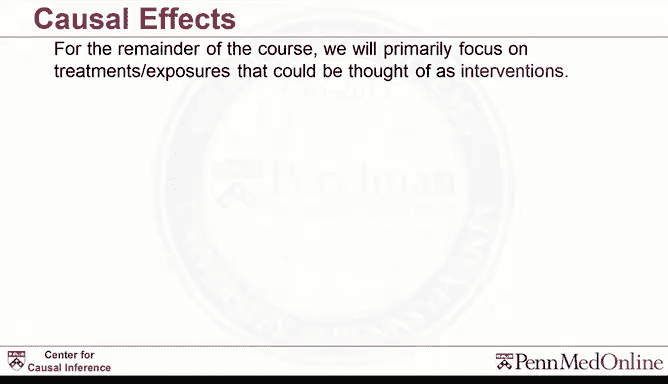 Causal Effects
For the remainder of the course, we will primarily focus on
treatments/exposures that could be thought of as interventions.
Center for
Causal Inference
PennMedOnline